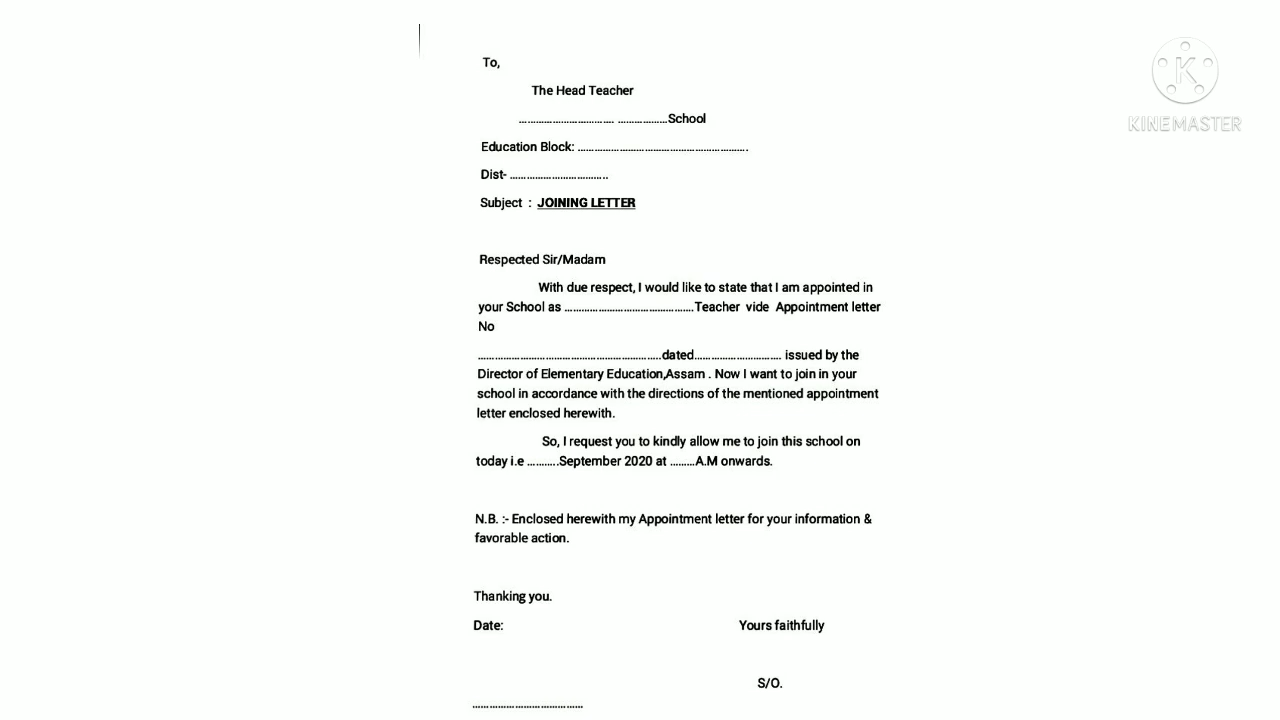 To,
The Head Teacher
…………………………… ………………School
Education Block: ……………………………………………………
Dist- ……………………………..
Subject : JOINING LETTER
Respected Sir/Madam
With due respect, I would like to state that I am appointed in
your School as ……………………………………….Teacher vide Appointment letter
No
………………………………………………………..dated…………………………. issued by the
Director of Elementary Education,Assam . Now I want to join in your
school in accordance with the directions of the mentioned appointment
letter enclosed herewith.
So, I request you to kindly allow me to join this school on
today i.e ………..September 2020 at ………A.M onwards.
N.B. :- Enclosed herewith my Appointment letter for your information &
favorable action.
Thanking you.
Date: Yours faithfully
S/O.
…………………………………
K
KINEMASTER